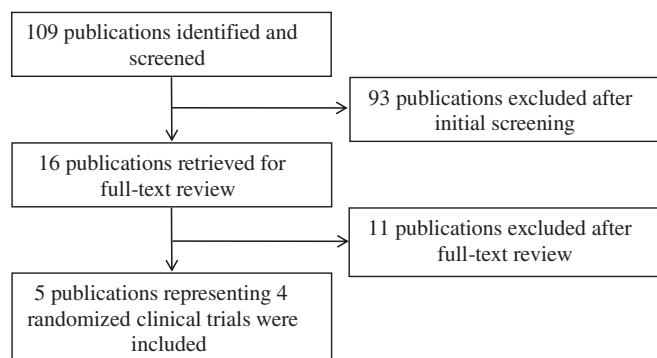 109 publications identified and
screened
93 publications excluded after
initial screening
16 publications retrieved for
full-text review
11 publications excluded after
full-text review
5 publications representing 4
randomized clinical trials were
included